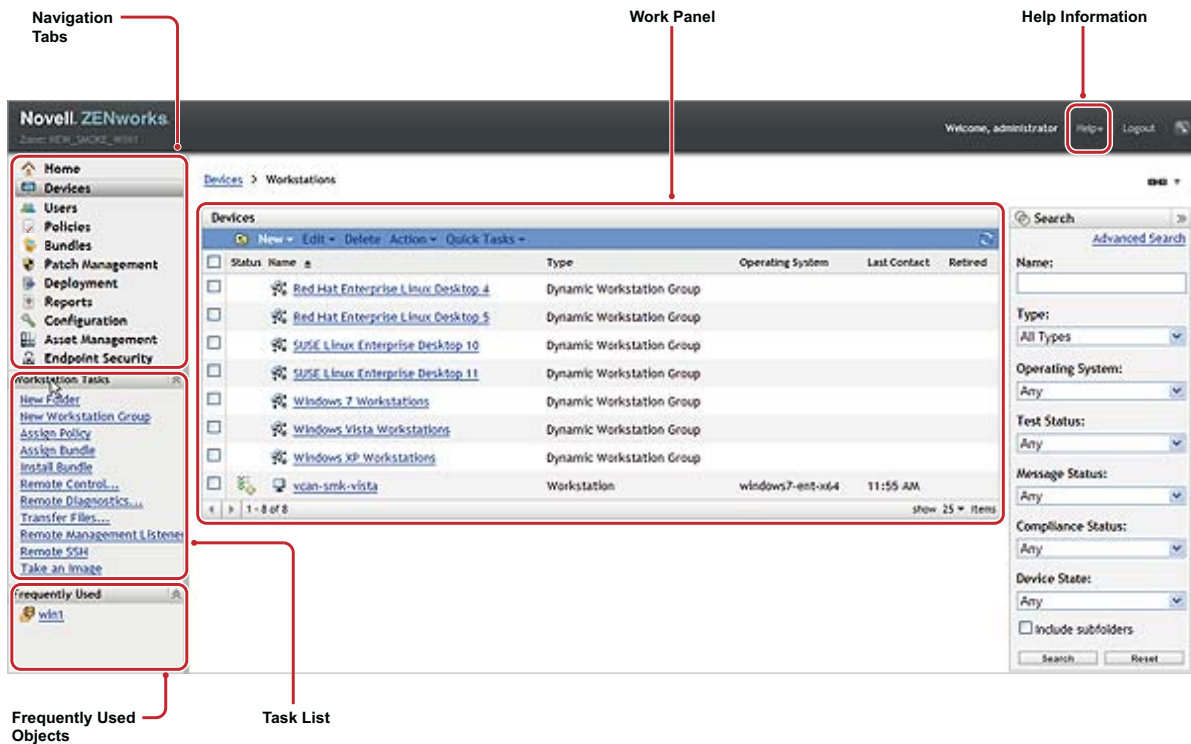 Navigation
Tabs
Work Panel
Help Information
Novell ZENworks
Welcome, administrator Help Logout
Home
Devices
Users
Policies
Bundles
Patch Management
Deployment
Reports
Configuration
Asset Management
Endpoint Security
Workstation Tasks
New Folder
New Workstation Group
Assign Policy
Assign Bundle
Install Bundle
Remote Control...
Remote Diagnostics...
Transfer Files...
Remote Management Listener
Remote SSH
Take an Image
Frequently Used
win1
Devices > Workstations
Devices
New Edit Delete Action Quick Tasks
Status Name Type Operating System Last Contact Retired
Red Hat Enterprise Linux Desktop 4 Dynamic Workstation Group
Red Hat Enterprise Linux Desktop 5 Dynamic Workstation Group
SUSE Linux Enterprise Desktop 10 Dynamic Workstation Group
SUSE Linux Enterprise Desktop 11 Dynamic Workstation Group
Windows 7 Workstations Dynamic Workstation Group
Windows Vista Workstations Dynamic Workstation Group
Windows XP Workstations Dynamic Workstation Group
vcan-smk-vista Workstation windows7-ent-x64 11:55 AM
1 - 8 of 8 show 25 items
Search
Advanced Search
Name:
Type:
All Types
Operating System:
Any
Test Status:
Any
Message Status:
Any
Compliance Status:
Any
Device State:
Any
Include subfolders
Search Reset
Frequently Used
Objects
Task List